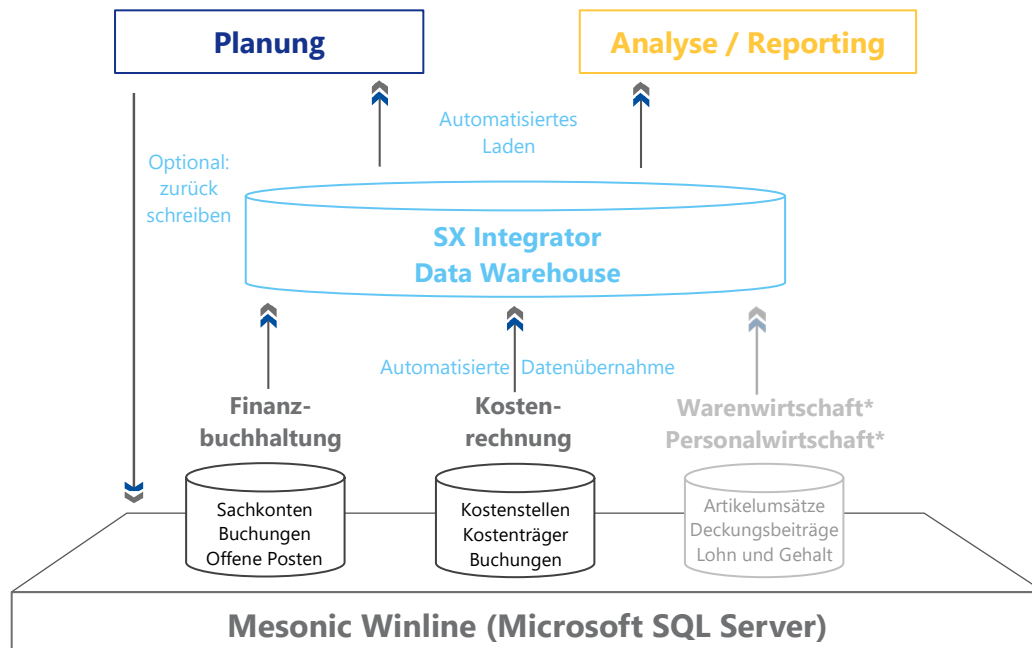 Planung
Analyse / Reporting
Automatisiertes
Laden
Optional:
zurück
schreiben
SX Integrator
Data Warehouse
Automatisierte Datenübernahme
Finanz-
buchhaltung
Kosten-
rechnung
Warenwirtschaft*
Personalwirtschaft*
Sachkonten
Buchungen
Offene Posten
Kostenstellen
Kostenträger
Buchungen
Artikelumsätze
Deckungsbeiträge
Lohn und Gehalt
Mesonic Winline (Microsoft SQL Server)